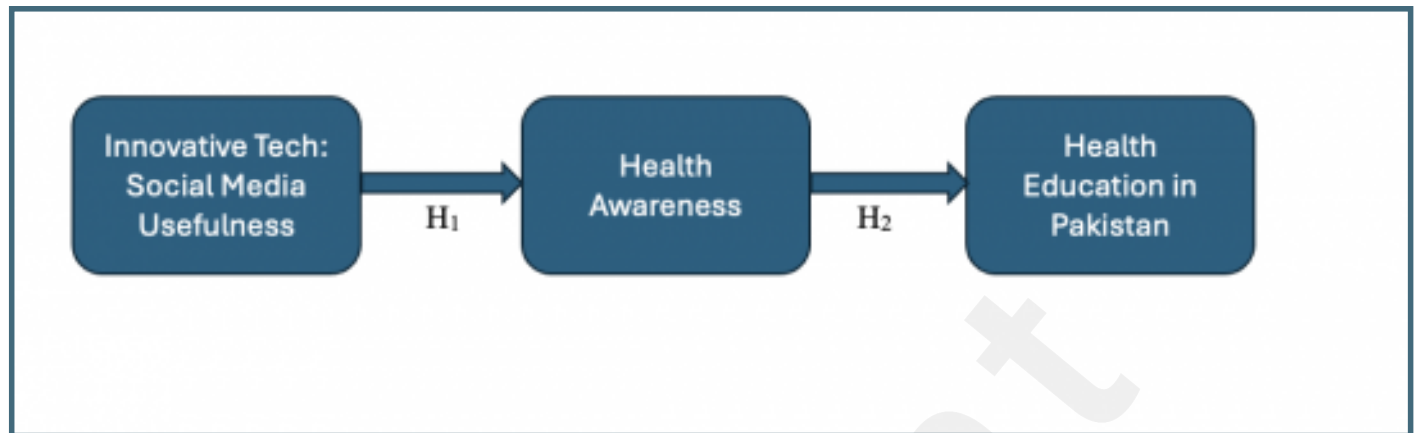 Innovative Tech:
Social Media
Usefulness
H₁
Health
Awareness
H₂
Health
Education in
Pakistan